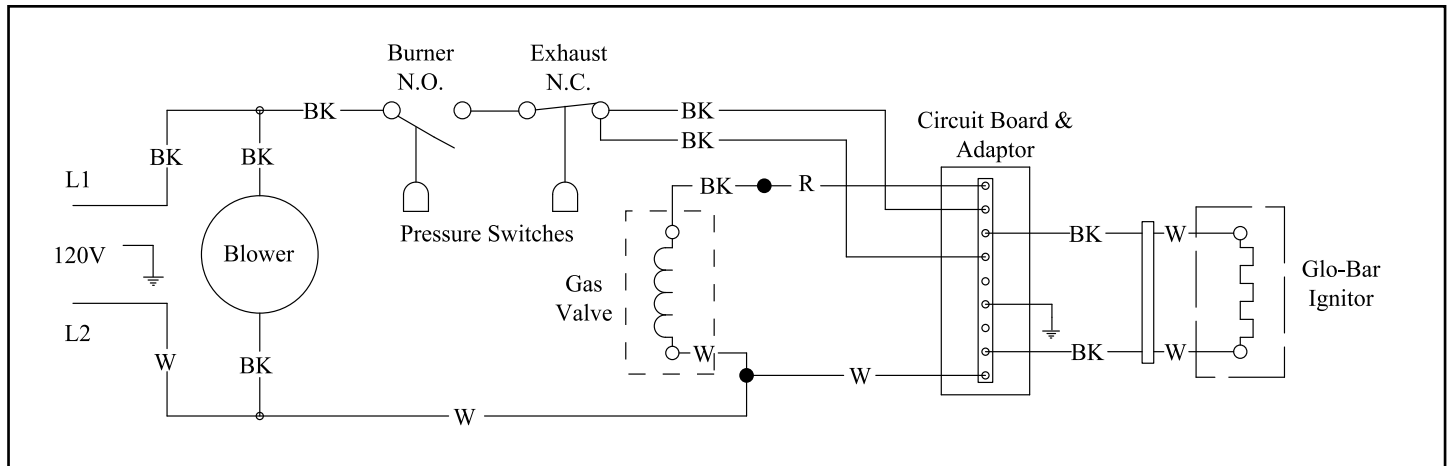 Burner
N.O.
Exhaust
N.C.
BK
BK
BK
BK
BK
Circuit Board &
Adaptor
L1
BK
R
Pressure Switches
120V
Blower
BK
W
Glo-Bar
Ignitor
Gas
Valve
L2
W
BK
W
W
BK
W
W